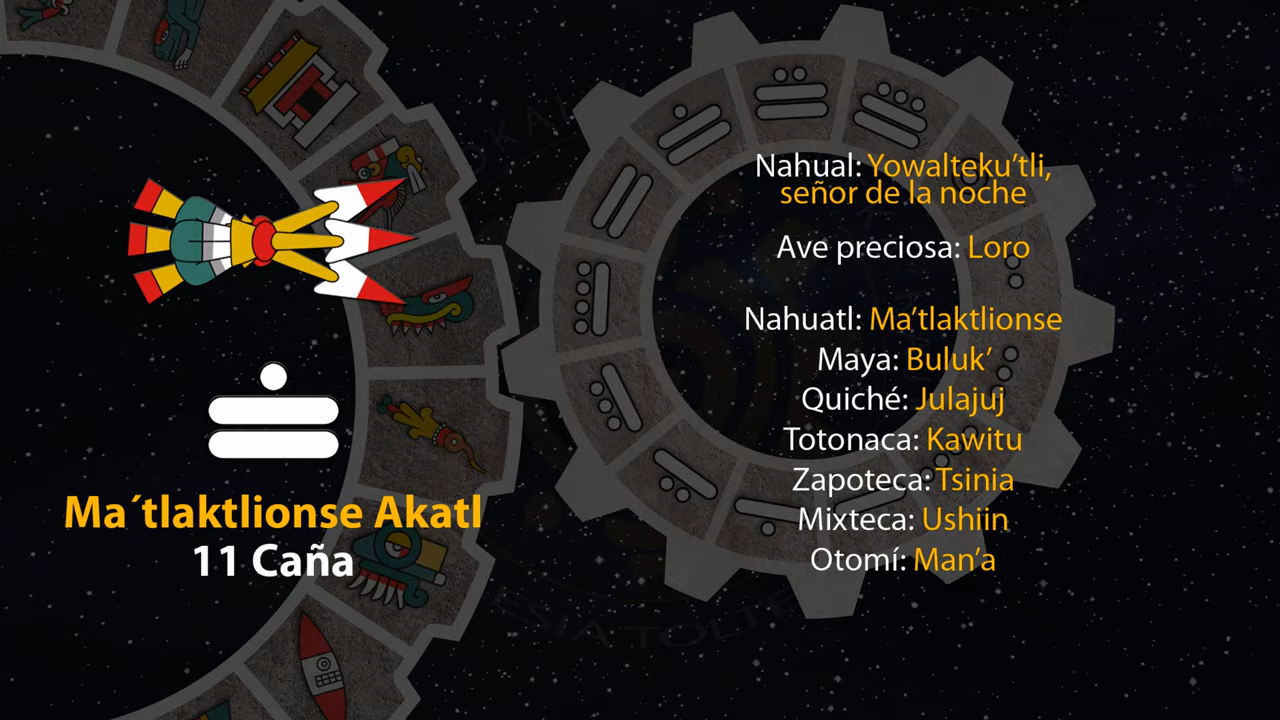 Ma´tlaktlionse Akatl
11 Caña
Nahual: Yowalteku’tli,
señor de la noche
Ave preciosa: Loro
Nahuatl: Ma’tlaktlionse
Maya: Buluk’
Quiché: Julajuj
Totonaca: Kawitu
Zapoteca: Tsinia
Mixteca: Ushiin
Otomí: Man’a